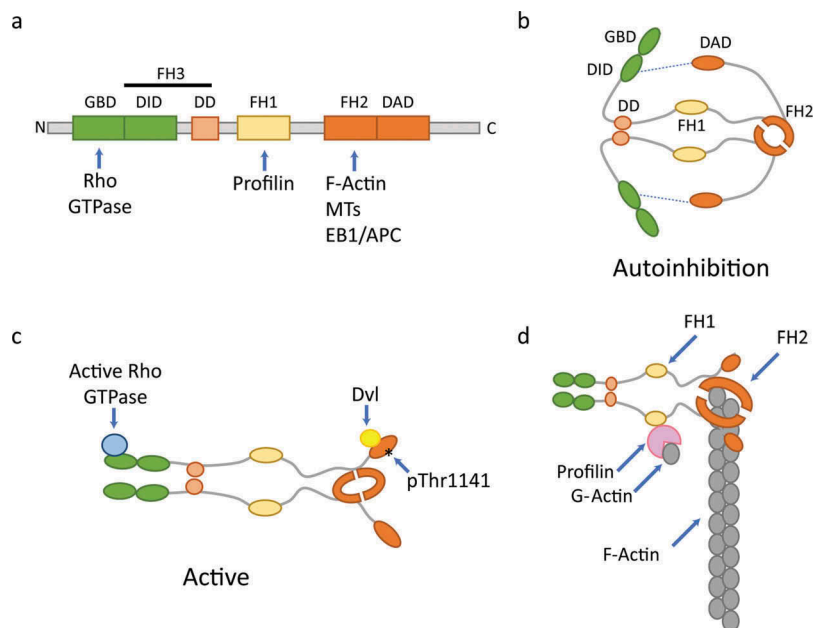 a
FH3
GBD DID DD FH1 FH2 DAD
N C
Rho
GTPase
Profilin
F-Actin
MTs
EB1/APC
b
GBD
DID
DAD
DD
FH1
FH2
Autoinhibition
c
Active Rho
GTPase
Dvl
*
pThr1141
Active
d
FH1
FH2
Profilin
G-Actin
F-Actin